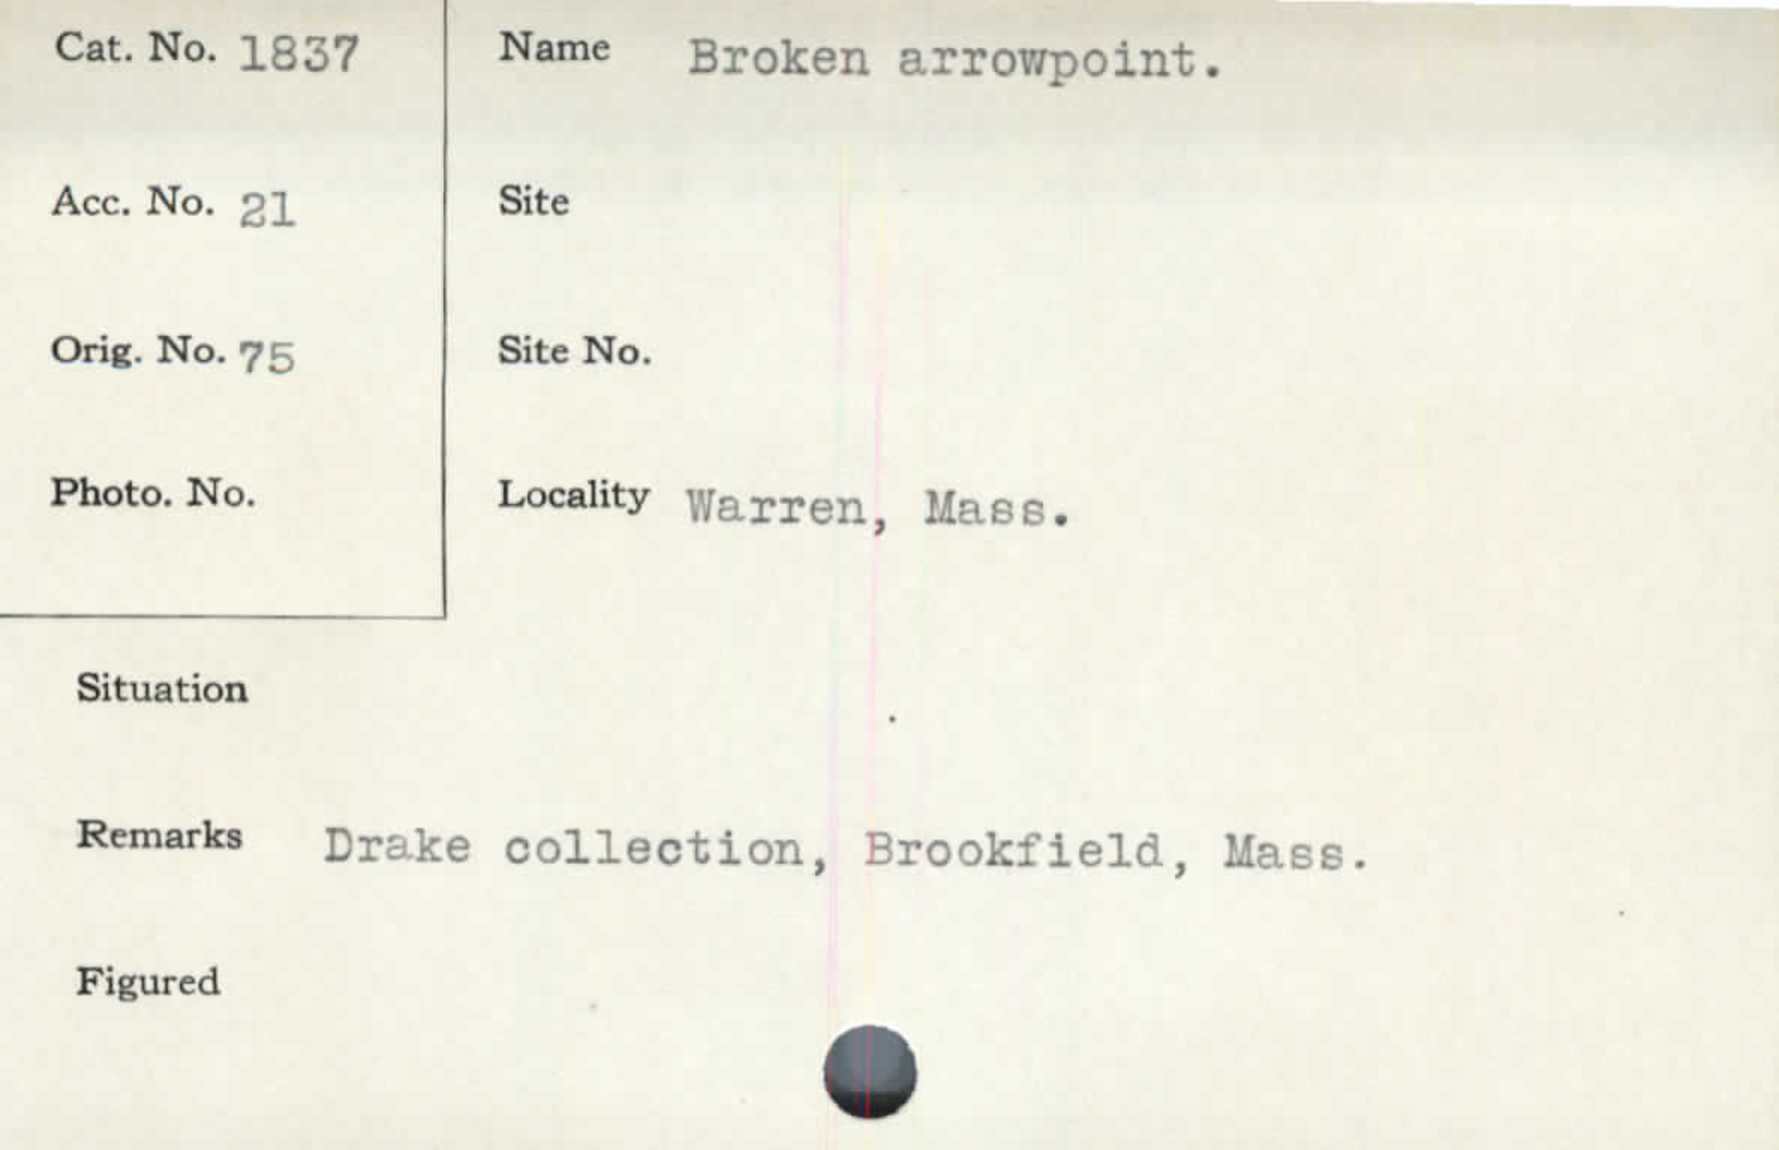 Cat. No. 1837
Name Broken arrowpoint.
Acc. No. 21
Site
Orig. No. 75
Site No.
Photo. No.
Locality Warren, Mass.
Situation
Remarks Drake collection, Brookfield, Mass.
Figured